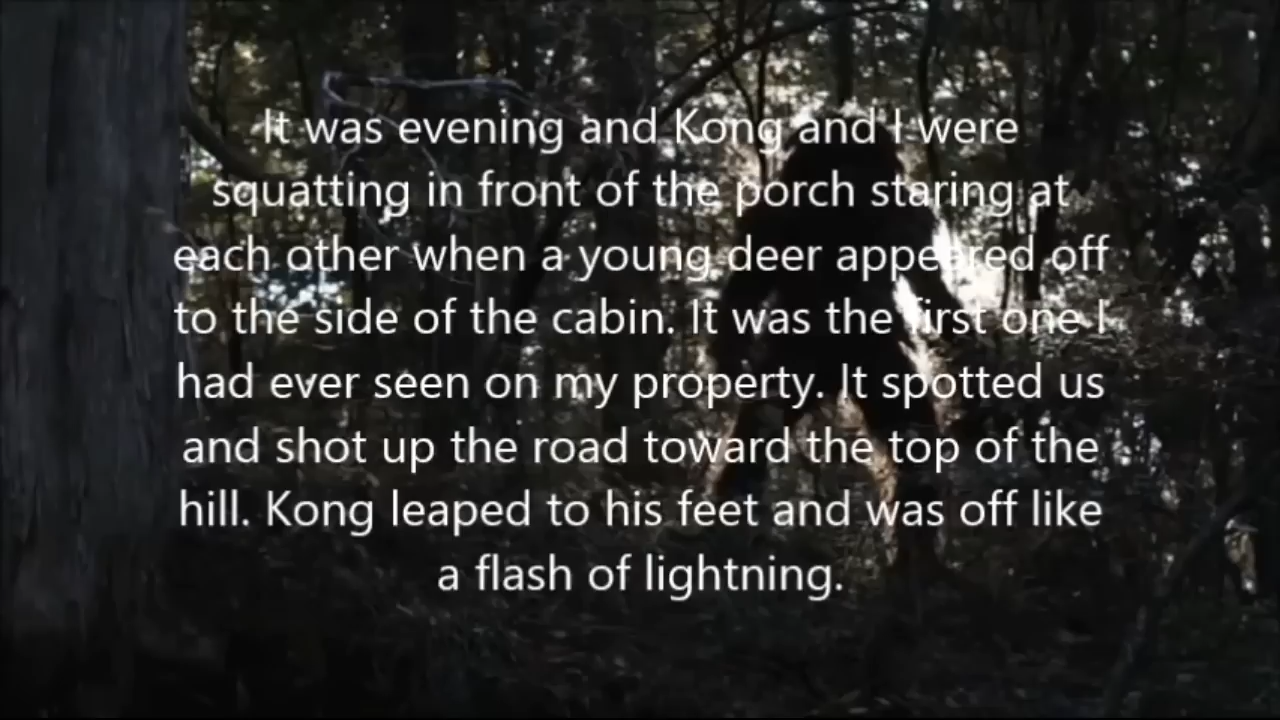 It was evening and Kong and I were
squatting in front of the porch staring at
each other when a young deer appeared off
to the side of the cabin. It was the first one I
had ever seen on my property. It spotted us
and shot up the road toward the top of the
hill. Kong leaped to his feet and was off like
a flash of lightning.